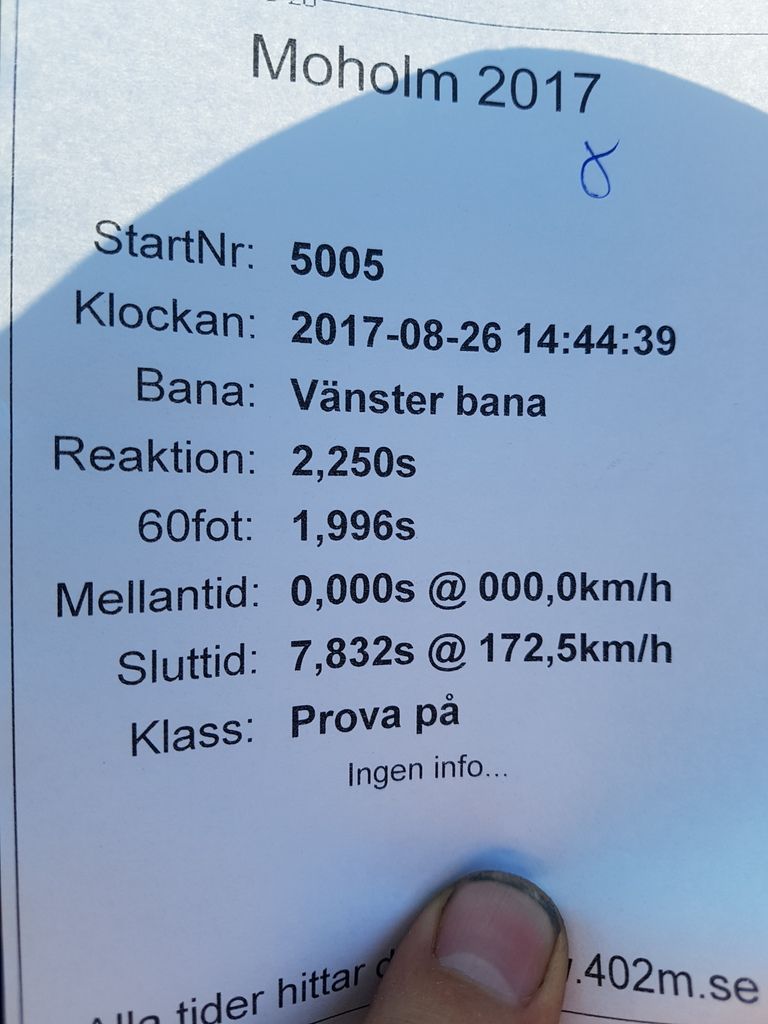 Moholm 2017
8
StartNr: 5005
Klockan: 2017-08-26 14:44:39
Bana: Vänster bana
Reaktion: 2,250s
60fot: 1,996s
Mellantid: 0,000s @ 000,0km/h
Sluttid: 7,832s @ 172,5km/h
Klass: Prova på
Ingen info...
Alla tider hittar .402m.se